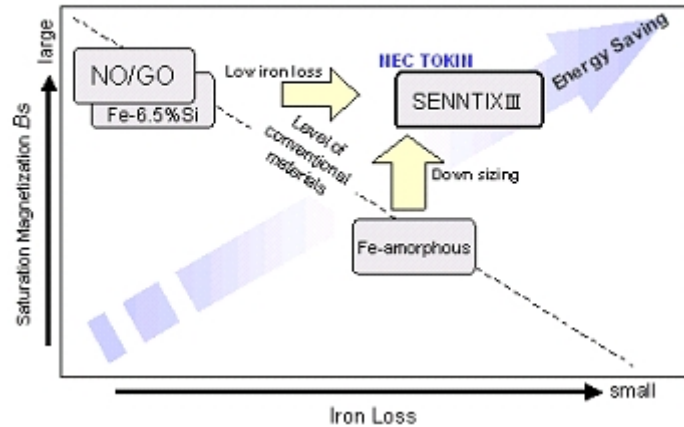 large
Saturation Magnetization Bs
NO/GO
Fe-6.5%Si
Low iron loss
NEC TOKIN
SENNTIXⅢ
Energy Saving
Level of
conventional
materials
Down sizing
Fe-amorphous
small
Iron Loss